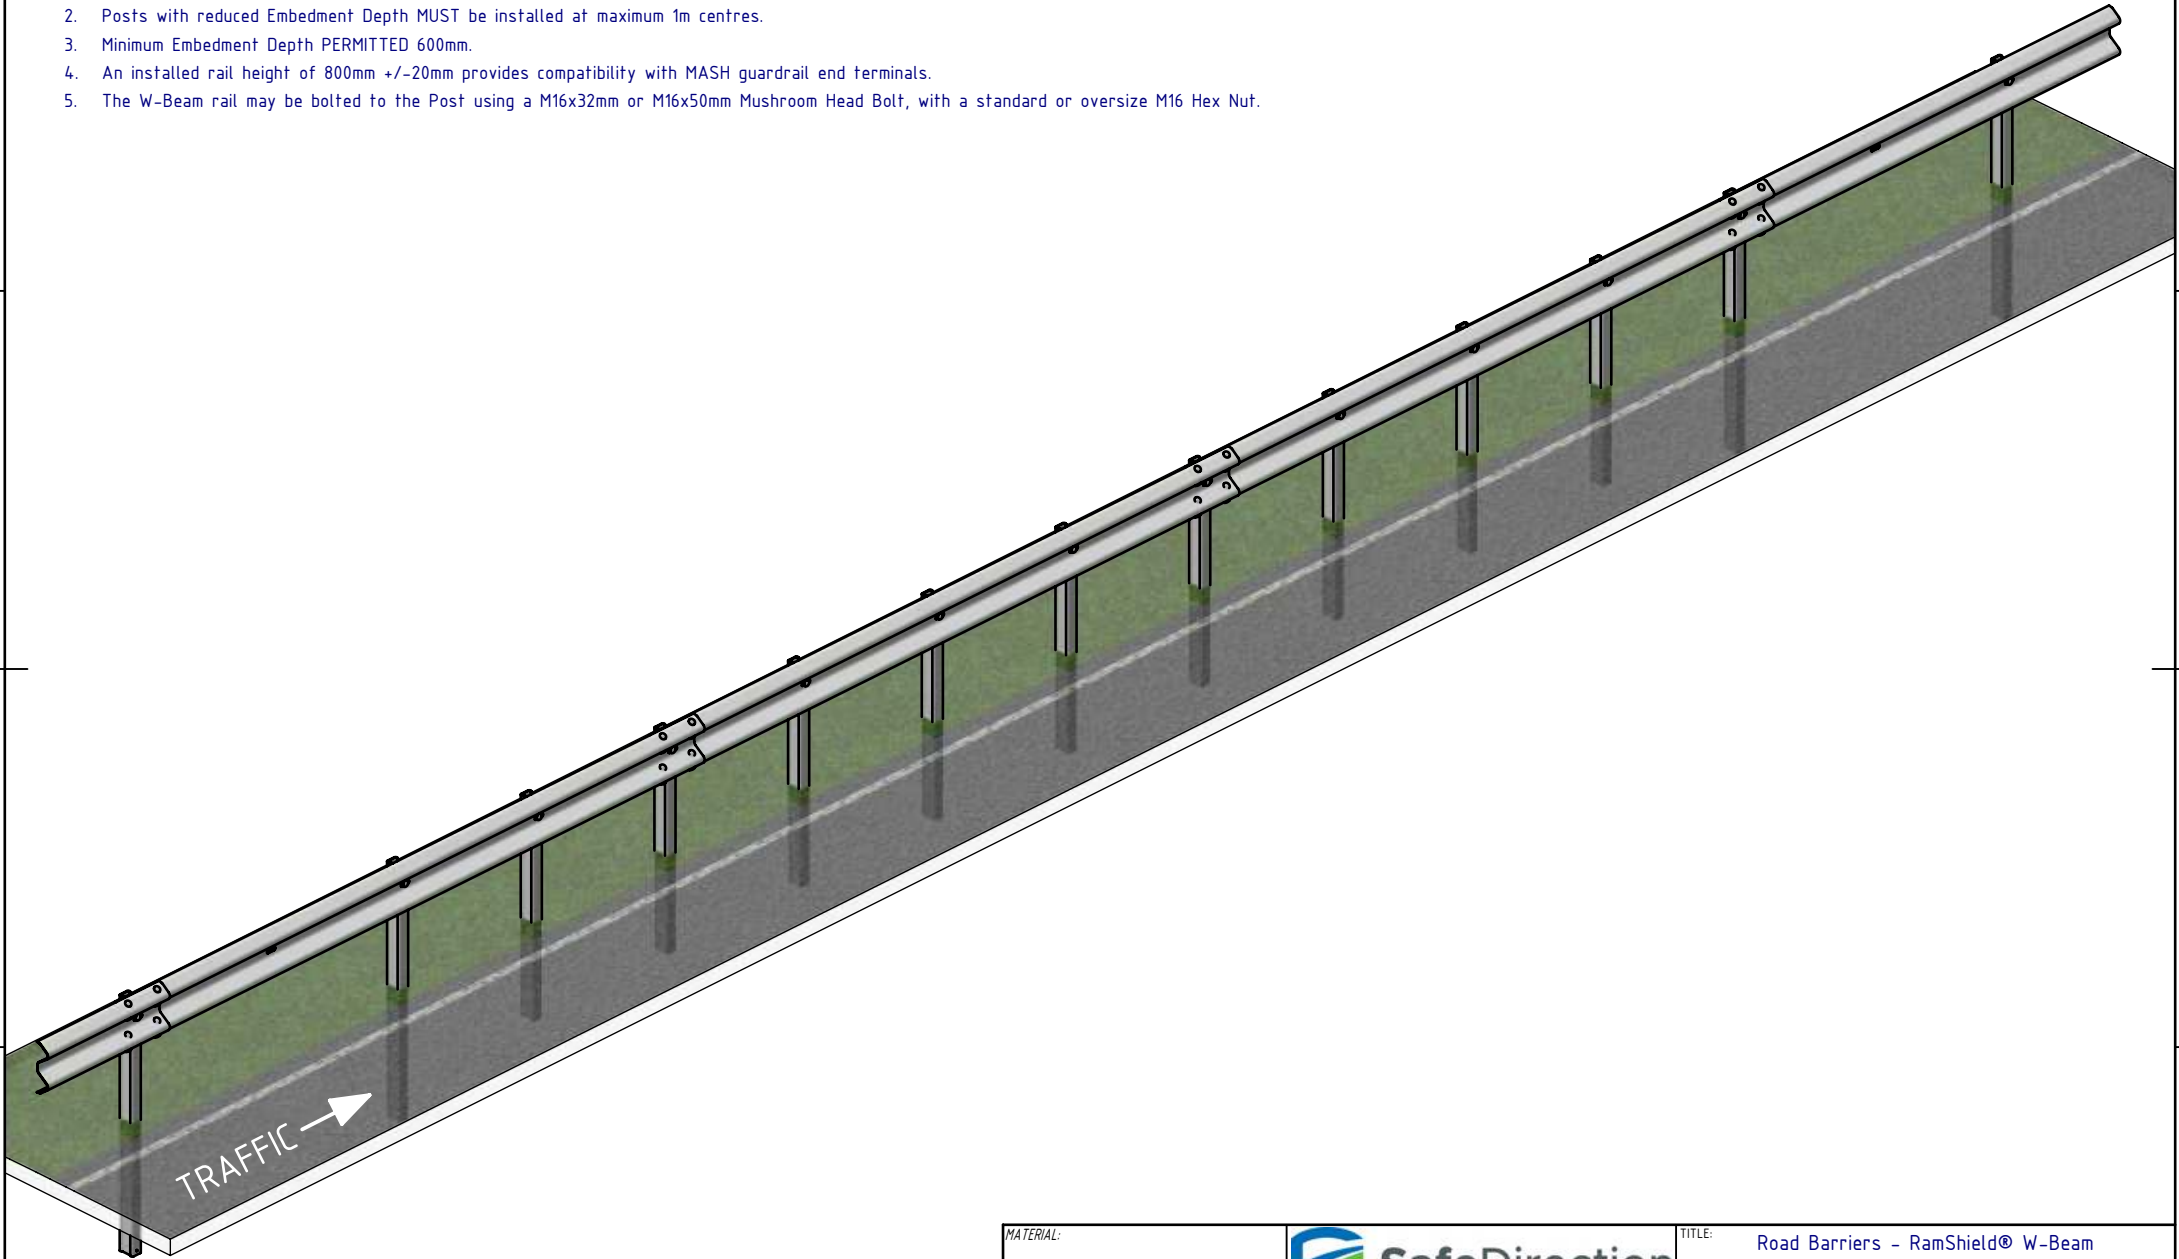 2. Posts with reduced Embedment Depth MUST be installed at maximum 1m centres.
3. Minimum Embedment Depth PERMITTED 600mm.
4. An installed rail height of 800mm +/-20mm provides compatibility with MASH guardrail end terminals.
5. The W-Beam rail may be bolted to the Post using a M16x32mm or M16x50mm Mushroom Head Bolt, with a standard or oversize M16 Hex Nut.
TRAFFIC
MATERIAL:
SafeDirection
TITLE:
Road Barriers - RamShield® W-Beam